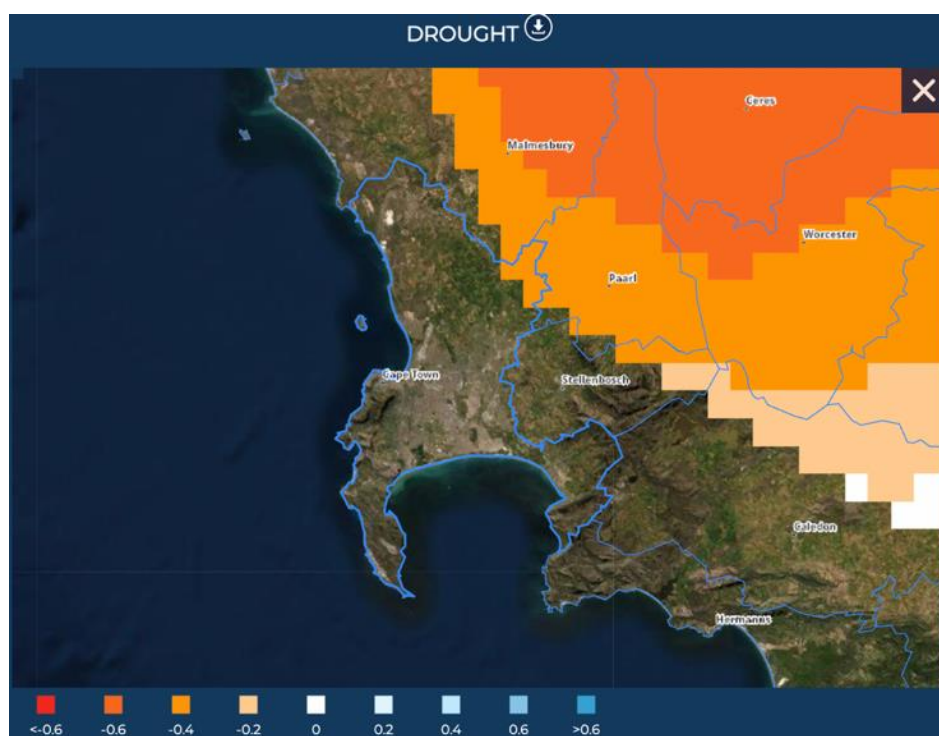 DROUGHT
Ceres
Malmesbury
Worcester
Paarl
Cape Town
Stellenbosch
Caledon
Hermanus
<-0.6 -0.6 -0.4 -0.2 0 0.2 0.4 0.6 >0.6